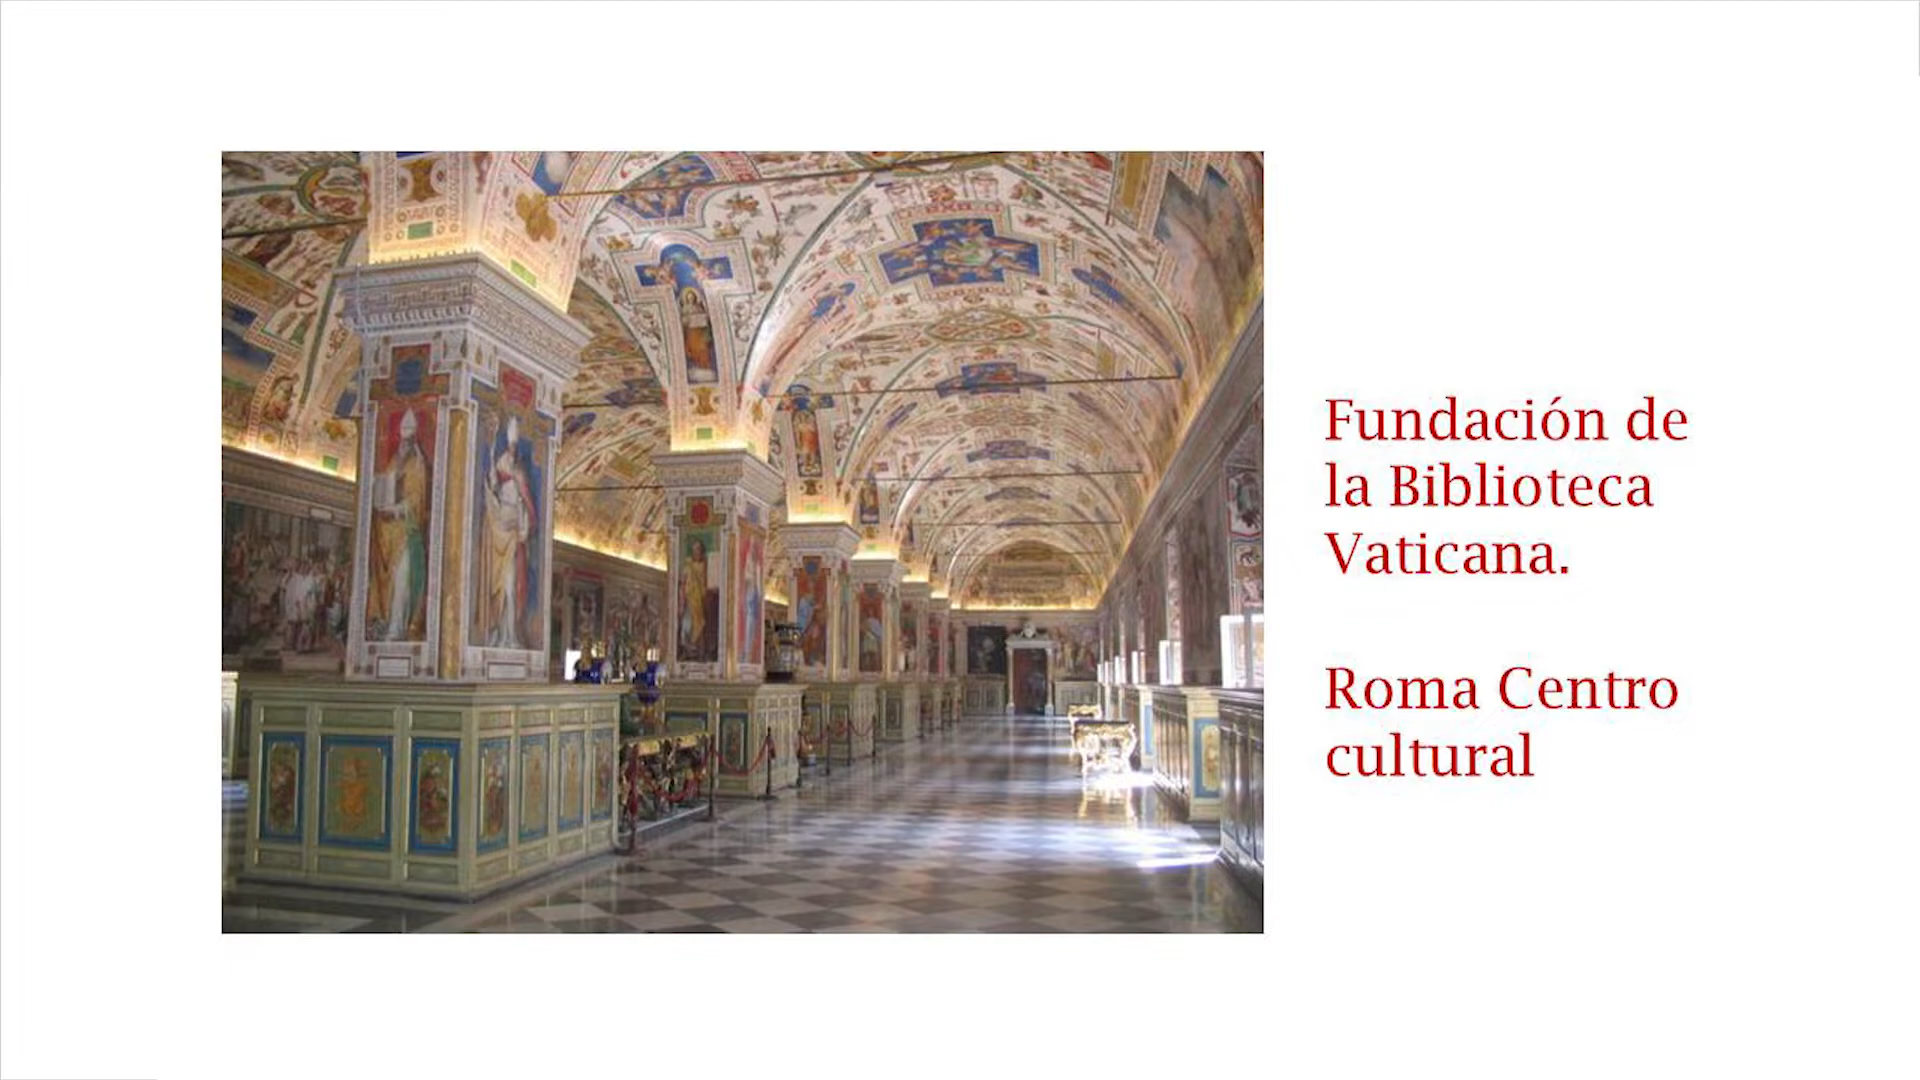 Fundación de
la Biblioteca
Vaticana.
Roma Centro
cultural